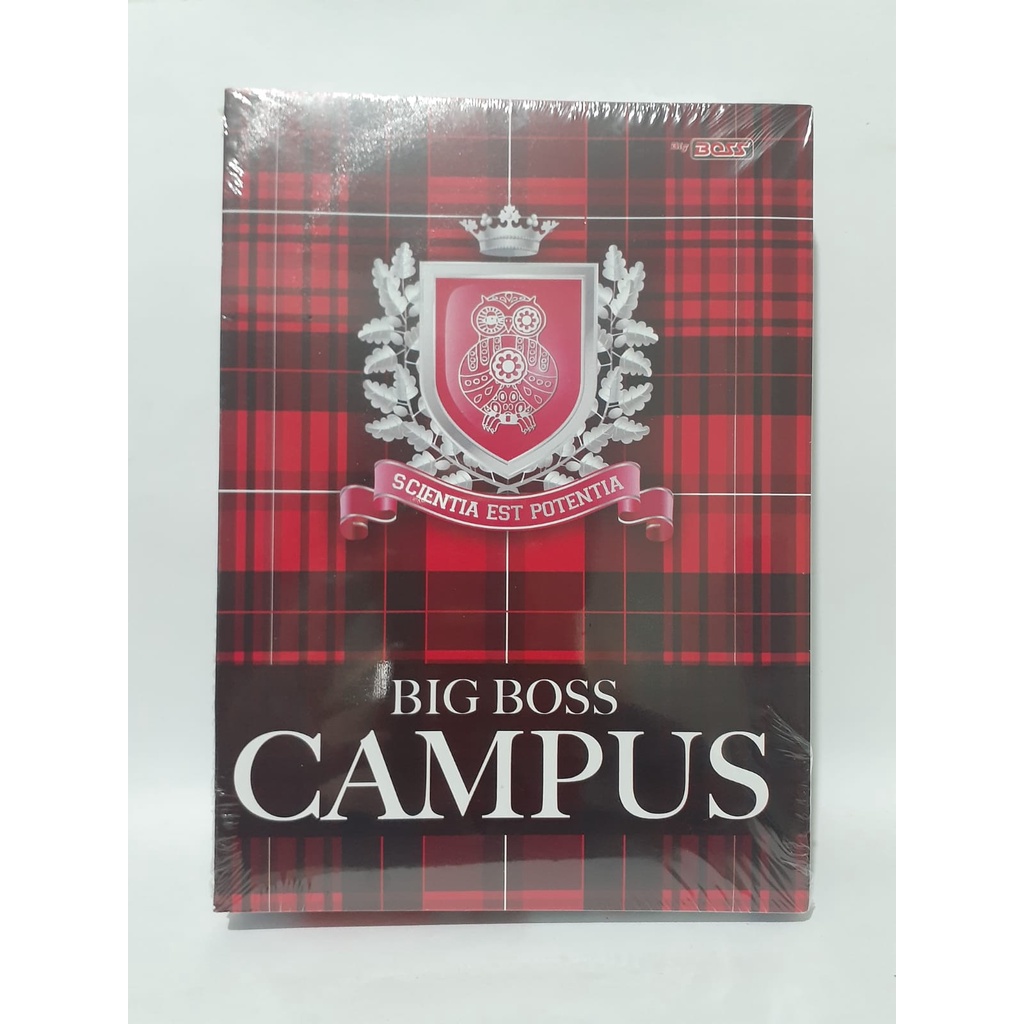 Big BOSS
SCIENTIA EST POTENTIA
BIG BOSS
CAMPUS